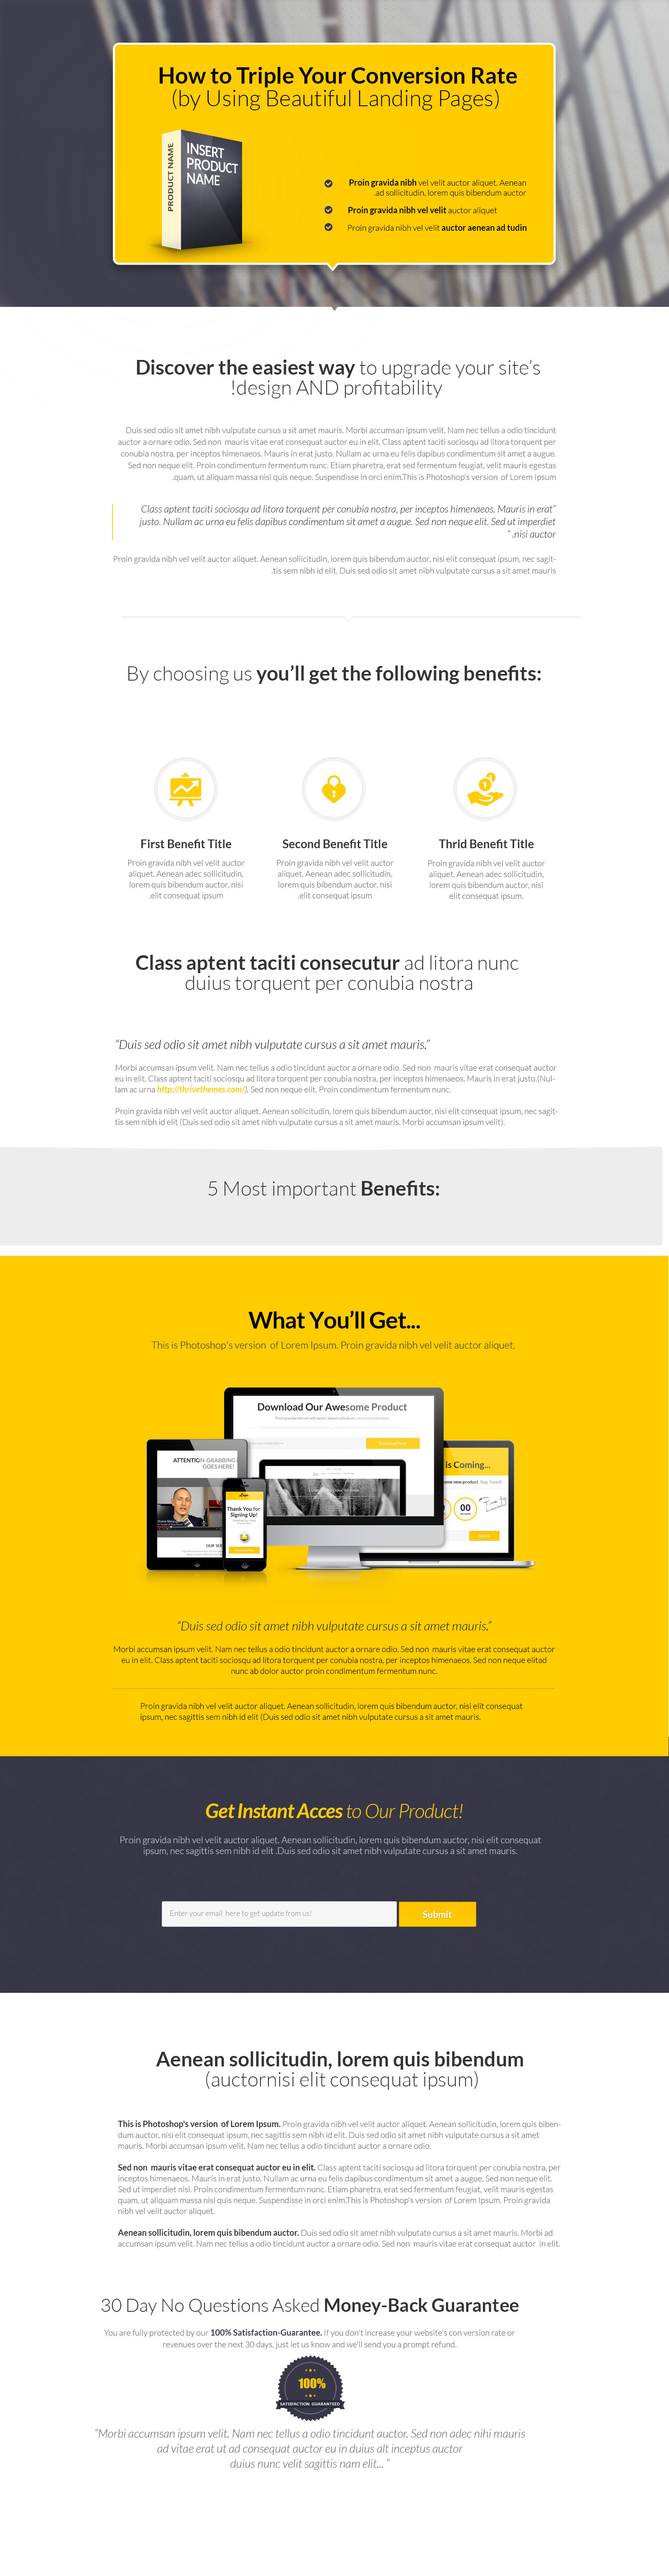 How to Triple Your Conversion Rate
(by Using Beautiful Landing Pages)
PRODUCT NAME
INSERT
PRODUCT
NAME
Proin gravida nibh vel velit auctor aliquet. Aenean
.ad sollicitudin, lorem quis bibendum auctor
Proin gravida nibh vel velit auctor aliquet
Proin gravida nibh vel velit auctor aenean ad tudin
Discover the easiest way to upgrade your site's
!design AND profitability
Duis sed odio sit amet nibh vulputate cursus a sit amet mauris. Morbi accumsan ipsum velit. Nam nec tellus a odio tincidunt
auctor a ornare odio. Sed non mauris vitae erat consequat auctor eu in elit. Class aptent taciti sociosqu ad litora torquent per
conubia nostra, per inceptos himenaeos. Mauris in erat justo. Nullam ac urna eu felis dapibus condimentum sit amet a augue.
Sed non neque elit. Proin condimentum fermentum nunc. Etiam pharetra, erat sed fermentum feugiat, velit mauris egestas
.quam, ut aliquam massa nisl quis neque. Suspendisse in orci enim.This is Photoshop's version of Lorem Ipsum
Class aptent taciti sociosqu ad litora torquent per conubia nostra, per inceptos himenaeos. Mauris in erat"
justo. Nullam ac urna eu felis dapibus condimentum sit amet a augue. Sed non neque elit. Sed ut imperdiet
" .nisi auctor
Proin gravida nibh vel velit auctor aliquet. Aenean sollicitudin, lorem quis bibendum auctor, nisi elit consequat ipsum, nec sagit-
.tis sem nibh id elit. Duis sed odio sit amet nibh vulputate cursus a sit amet mauris
By choosing us you'll get the following benefits:
First Benefit Title
Proin gravida nibh vel velit auctor
aliquet. Aenean adec sollicitudin,
lorem quis bibendum auctor, nisi
.elit consequat ipsum
Second Benefit Title
Proin gravida nibh vel velit auctor
aliquet. Aenean adec sollicitudin,
lorem quis bibendum auctor, nisi
.elit consequat ipsum
Thrid Benefit Title
Proin gravida nibh vel velit auctor
aliquet. Aenean adec sollicitudin,
lorem quis bibendum auctor, nisi
elit consequat ipsum.
Class aptent taciti consecutur ad litora nunc
duius torquent per conubia nostra
"Duis sed odio sit amet nibh vulputate cursus a sit amet mauris."
Morbi accumsan ipsum velit. Nam nec tellus a odio tincidunt auctor a ornare odio. Sed non mauris vitae erat consequat auctor
eu in elit. Class aptent taciti sociosqu ad litora torquent per conubia nostra, per inceptos himenaeos. Mauris in erat justo.(Nul-
lam ac urna http://thrivethemes.com/). Sed non neque elit. Proin condimentum fermentum nunc.
Proin gravida nibh vel velit auctor aliquet. Aenean sollicitudin, lorem quis bibendum auctor, nisi elit consequat ipsum, nec sagit-
tis sem nibh id elit (Duis sed odio sit amet nibh vulputate cursus a sit amet mauris. Morbi accumsan ipsum velit).
5 Most important Benefits:
What You'll Get...
This is Photoshop's version of Lorem Ipsum. Proin gravida nibh vel velit auctor aliquet.
Download Our Awesome Product
ATTENTION-GRABBING
GOES HERE!
Thank You for
Signing Up!
is Coming...
00
"Duis sed odio sit amet nibh vulputate cursus a sit amet mauris."
Morbi accumsan ipsum velit. Nam nec tellus a odio tincidunt auctor a ornare odio. Sed non mauris vitae erat consequat auctor
eu in elit. Class aptent taciti sociosqu ad litora torquent per conubia nostra, per inceptos himenaeos. Sed non neque elitad
nunc ab dolor auctor proin condimentum fermentum nunc.
Proin gravida nibh vel velit auctor aliquet. Aenean sollicitudin, lorem quis bibendum auctor, nisi elit consequat
ipsum, nec sagittis sem nibh id elit (Duis sed odio sit amet nibh vulputate cursus a sit amet mauris.
Get Instant Acces to Our Product!
Proin gravida nibh vel velit auctor aliquet. Aenean sollicitudin, lorem quis bibendum auctor, nisi elit consequat
ipsum, nec sagittis sem nibh id elit .Duis sed odio sit amet nibh vulputate cursus a sit amet mauris.
Enter your email here to get update from us!
Submit
Aenean sollicitudin, lorem quis bibendum
(auctornisi elit consequat ipsum)
This is Photoshop's version of Lorem Ipsum. Proin gravida nibh vel velit auctor aliquet. Aenean sollicitudin, lorem quis biben-
dum auctor, nisi elit consequat ipsum, nec sagittis sem nibh id elit. Duis sed odio sit amet nibh vulputate cursus a sit amet
mauris. Morbi accumsan ipsum velit. Nam nec tellus a odio tincidunt auctor a ornare odio.
Sed non mauris vitae erat consequat auctor eu in elit. Class aptent taciti sociosqu ad litora torquent per conubia nostra, per
inceptos himenaeos. Mauris in erat justo. Nullam ac urna eu felis dapibus condimentum sit amet a augue. Sed non neque elit.
Sed ut imperdiet nisi. Proin condimentum fermentum nunc. Etiam pharetra, erat sed fermentum feugiat, velit mauris egestas
quam, ut aliquam massa nisl quis neque. Suspendisse in orci enim.This is Photoshop's version of Lorem Ipsum. Proin gravida
nibh vel velit auctor aliquet.
Aenean sollicitudin, lorem quis bibendum auctor. Duis sed odio sit amet nibh vulputate cursus a sit amet mauris. Morbi ad
accumsan ipsum velit. Nam nec tellus a odio tincidunt auctor a ornare odio. Sed non mauris vitae erat consequat auctor in elit.
30 Day No Questions Asked Money-Back Guarantee
You are fully protected by our 100% Satisfaction-Guarantee. If you don't increase your website's con version rate or
revenues over the next 30 days, just let us know and we'll send you a prompt refund.
100%
SATISFACTION GUARANTEED
"Morbi accumsan ipsum velit. Nam nec tellus a odio tincidunt auctor. Sed non adec nihi mauris
ad vitae erat ut ad consequat auctor eu in duius alt inceptus auctor
duius nunc velit sagittis nam elit... "